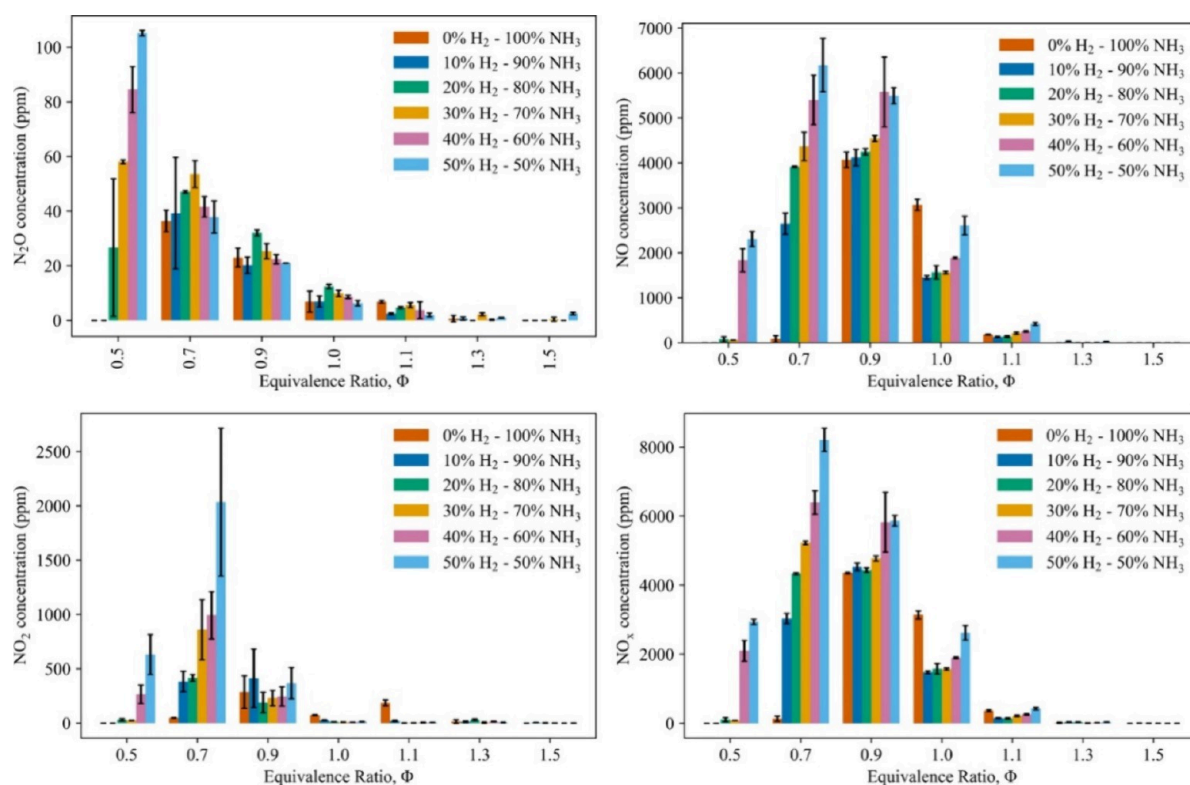 N₂O concentration (ppm)
100
80
60
40
20
0
0% H₂ - 100% NH₃
10% H₂ - 90% NH₃
20% H₂ - 80% NH₃
30% H₂ - 70% NH₃
40% H₂ - 60% NH₃
50% H₂ - 50% NH₃
0.5 0.7 0.9 1.0 1.1 1.3 1.5
Equivalence Ratio, Φ
NO concentration (ppm)
7000
6000
5000
4000
3000
2000
1000
0
0% H₂ - 100% NH₃
10% H₂ - 90% NH₃
20% H₂ - 80% NH₃
30% H₂ - 70% NH₃
40% H₂ - 60% NH₃
50% H₂ - 50% NH₃
0.5 0.7 0.9 1.0 1.1 1.3 1.5
Equivalence Ratio, Φ
NO₂ concentration (ppm)
2500
2000
1500
1000
500
0
0% H₂ - 100% NH₃
10% H₂ - 90% NH₃
20% H₂ - 80% NH₃
30% H₂ - 70% NH₃
40% H₂ - 60% NH₃
50% H₂ - 50% NH₃
0.5 0.7 0.9 1.0 1.1 1.3 1.5
Equivalence Ratio, Φ
NOₓ concentration (ppm)
8000
6000
4000
2000
0
0% H₂ - 100% NH₃
10% H₂ - 90% NH₃
20% H₂ - 80% NH₃
30% H₂ - 70% NH₃
40% H₂ - 60% NH₃
50% H₂ - 50% NH₃
0.5 0.7 0.9 1.0 1.1 1.3 1.5
Equivalence Ratio, Φ